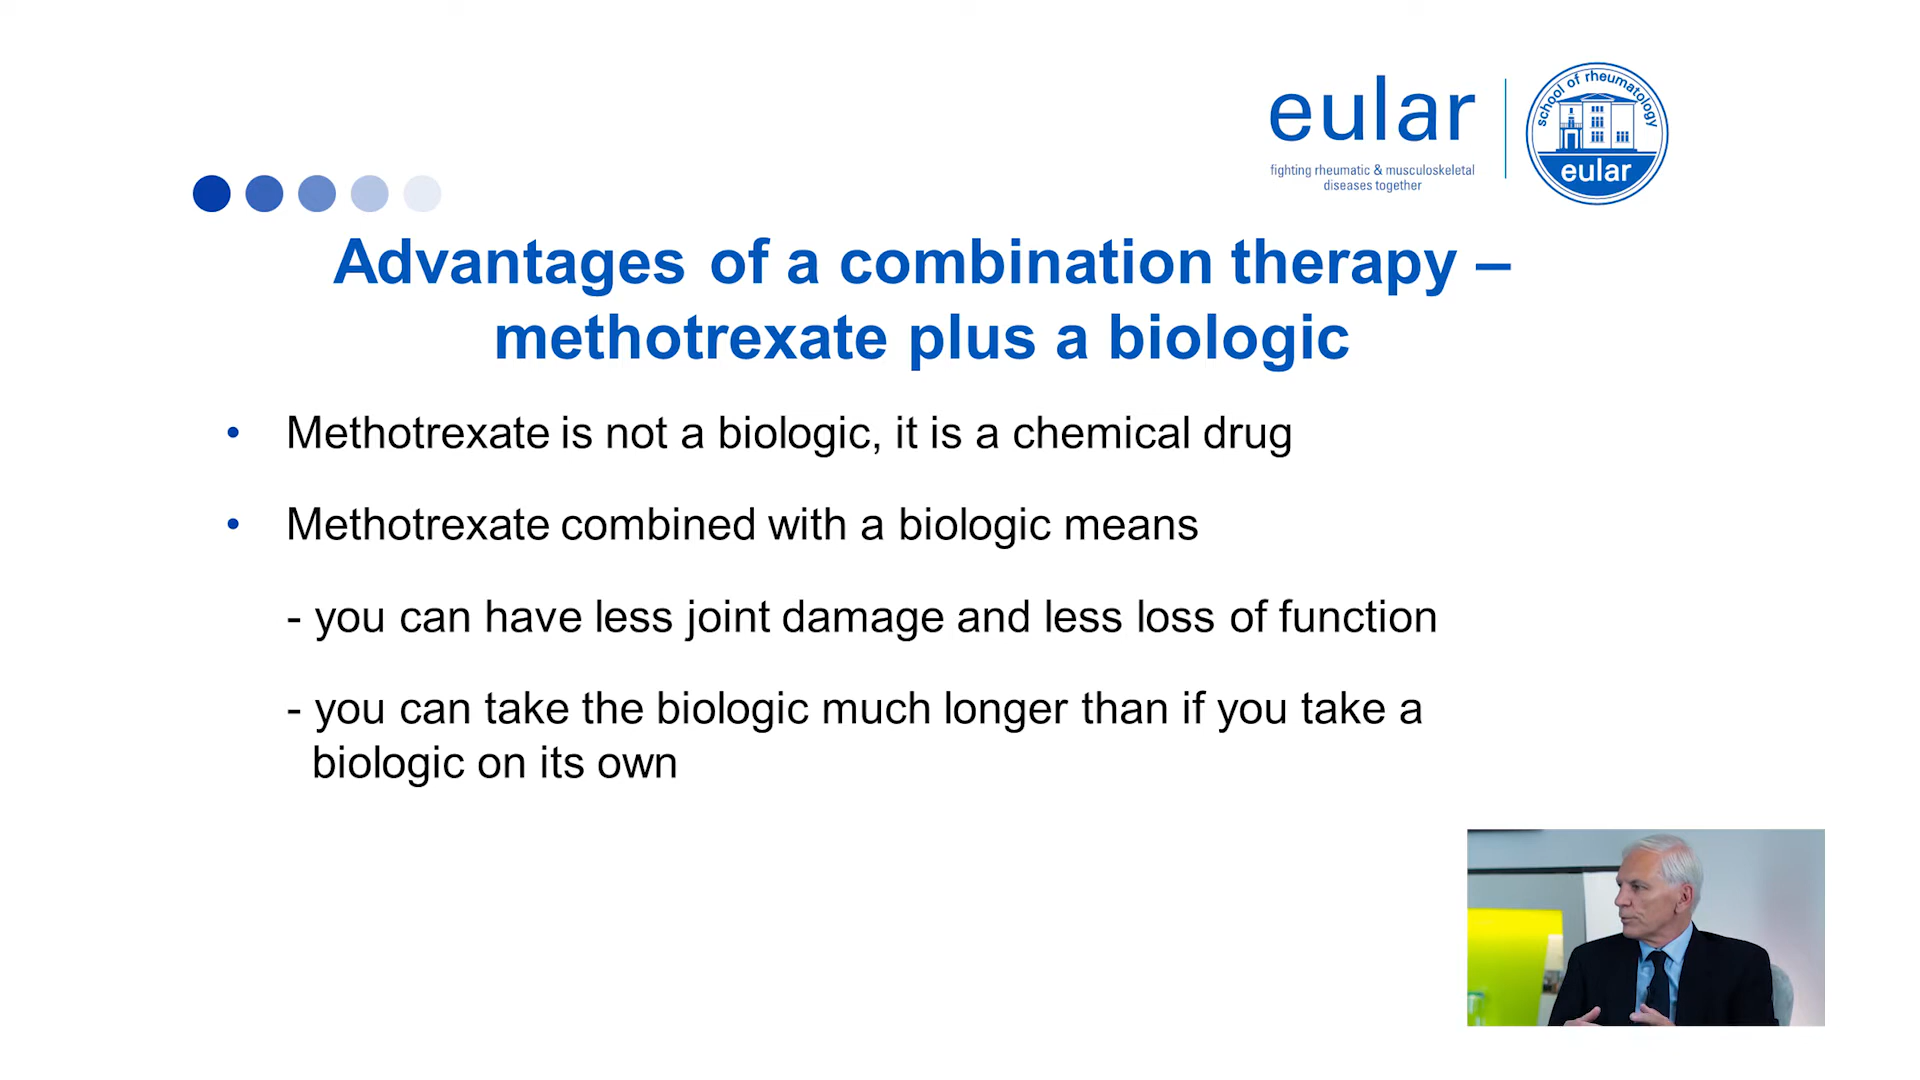 eular
fighting rheumatic & musculoskeletal
diseases together
school of rheumatology
eular
Advantages of a combination therapy –
methotrexate plus a biologic
• Methotrexate is not a biologic, it is a chemical drug
• Methotrexate combined with a biologic means
- you can have less joint damage and less loss of function
- you can take the biologic much longer than if you take a
biologic on its own